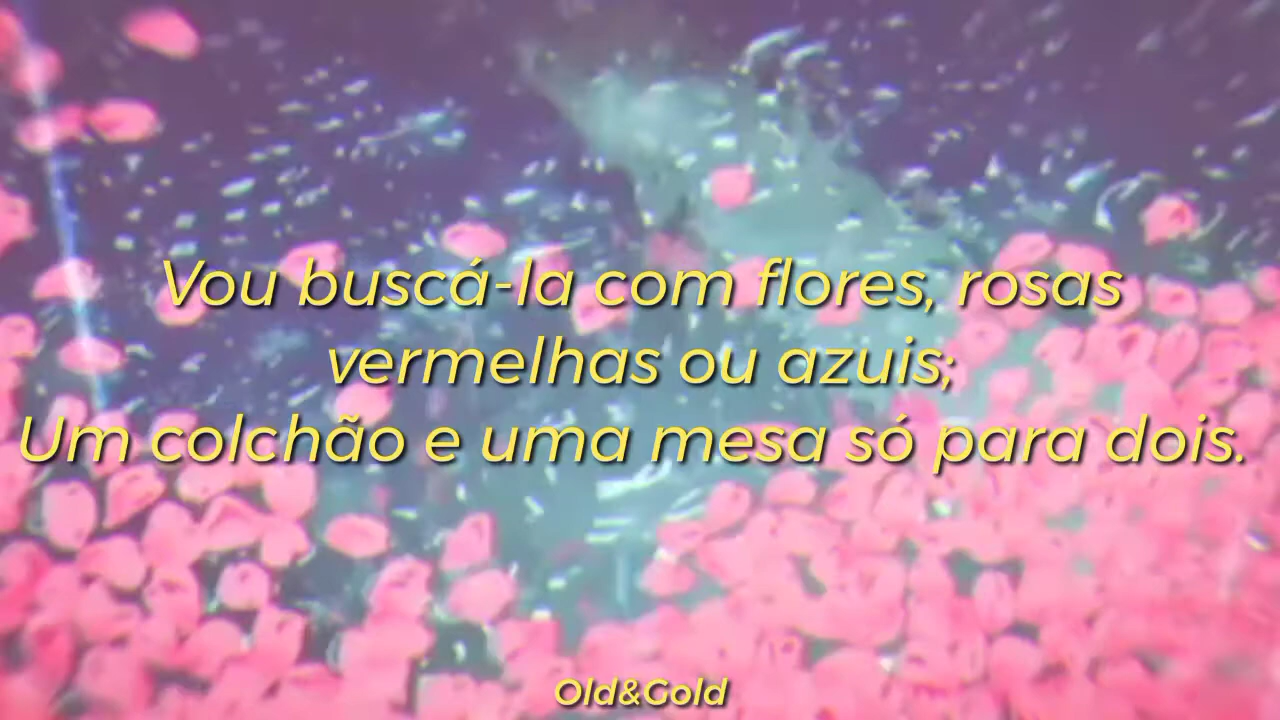 Vou buscá-la com flores, rosas
vermelhas ou azuis;
Um colchão e uma mesa só para dois.
Old&Gold